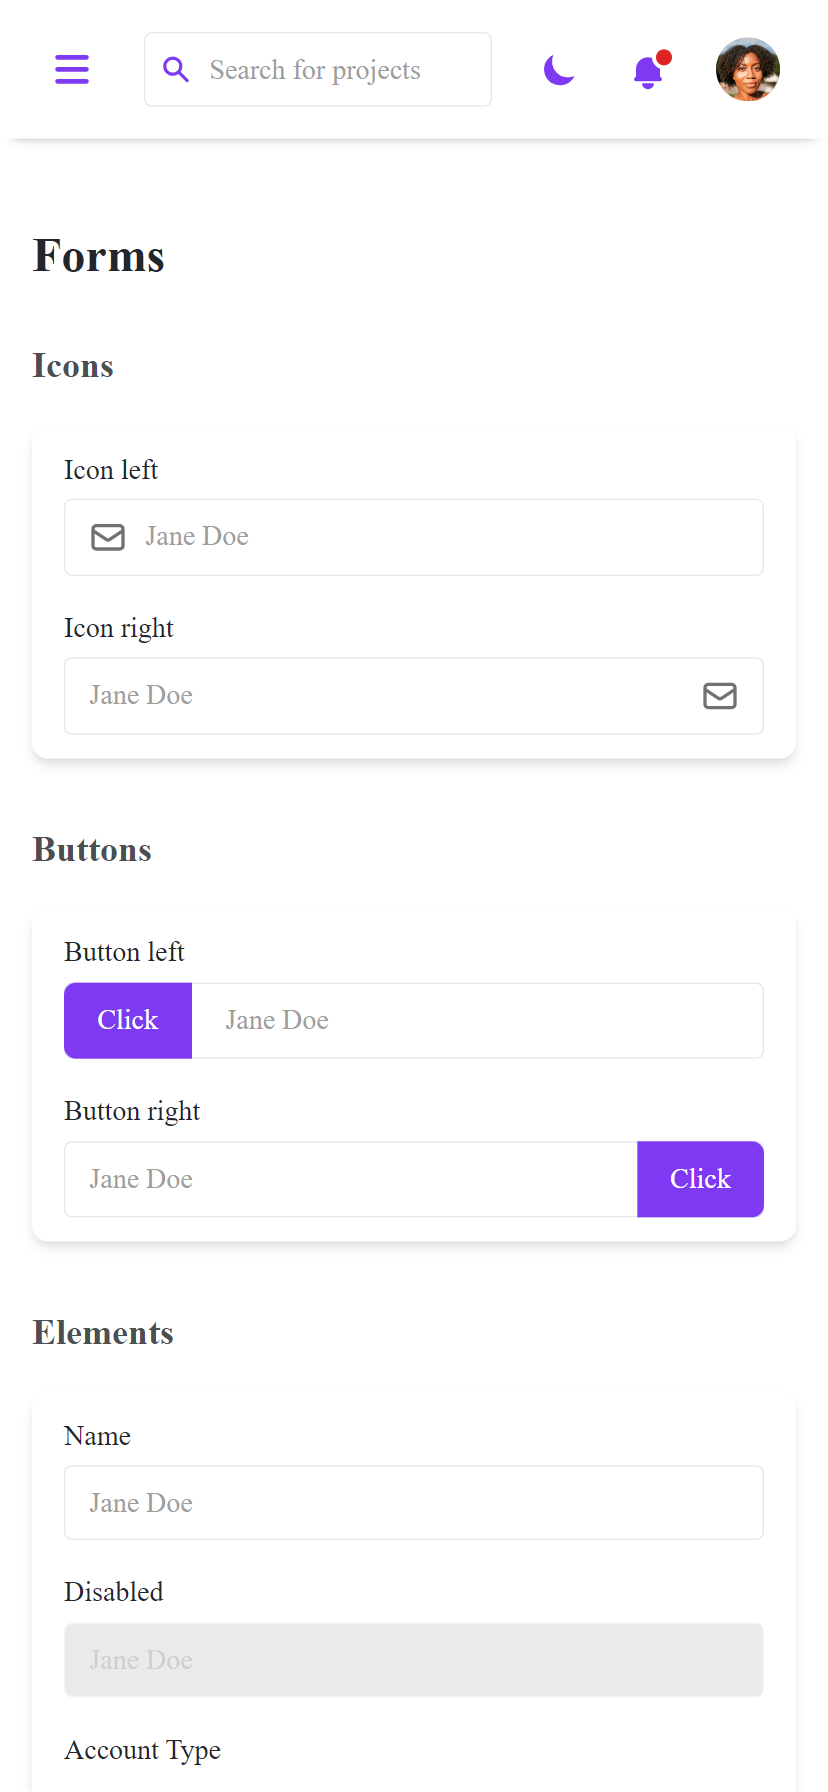 Search for projects
Forms
Icons
Icon left
Jane Doe
Icon right
Jane Doe
Buttons
Button left
Click Jane Doe
Button right
Jane Doe Click
Elements
Name
Jane Doe
Disabled
Jane Doe
Account Type